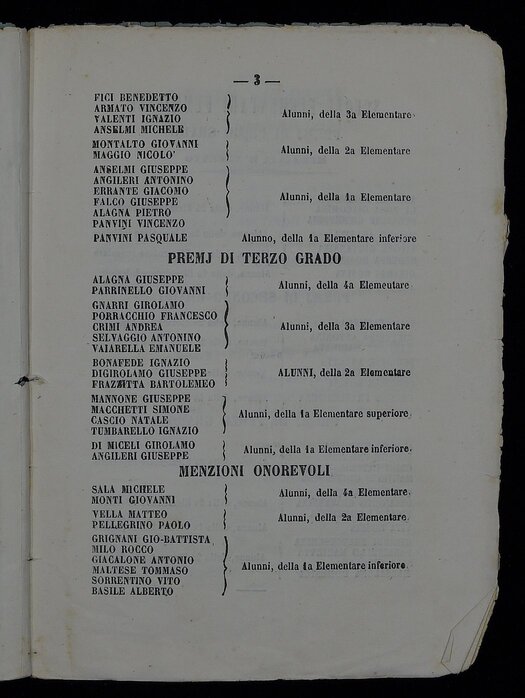 — 3 —
FICI BENEDETTO
ARMATO VINCENZO
VALENTI IGNAZIO
ANSELMI MICHELE
Alunni, della 3a Elementare
MONTALTO GIOVANNI
MAGGIO NICOLO'
Alunni, della 2a Elementare
ANSELMI GIUSEPPE
ANGILERI ANTONINO
ERRANTE GIACOMO
FALCO GIUSEPPE
ALAGNA PIETRO
PANVINI VINCENZO
Alunni, della 1a Elementare
PANVINI PASQUALE Alunno, della 1a Elementare inferiore
PREMJ DI TERZO GRADO
ALAGNA GIUSEPPE
PARRINELLO GIOVANNI
Alunni, della 4a Elemeutare
GNARRI GIROLAMO
PORRACCHIO FRANCESCO
CRIMI ANDREA
SELVAGGIO ANTONINO
VAIARELLA EMANUELE
Alunni, della 3a Elementare
BONAFEDE IGNAZIO
DIGIROLAMO GIUSEPPE
FRAZZITTA BARTOLEMEO
ALUNNI, della 2a Elementare
MANNONE GIUSEPPE
MACCHETTI SIMONE
CASCIO NATALE
TUMBARELLO IGNAZIO
Alunni, della 1a Elementare superiore.
DI MICELI GIROLAMO
ANGILERI GIUSEPPE
Alunni, della 1a Elementare inferiore.
MENZIONI ONOREVOLI
SALA MICHELE
MONTI GIOVANNI
Alunni, della 4a Elementare.
VELLA MATTEO
PELLEGRINO PAOLO
Alunni, della 2a Elementare.
GRIGNANI GIO-BATTISTA
MILO ROCCO
GIACALONE ANTONIO
MALTESE TOMMASO
SORRENTINO VITO
BASILE ALBERTO
Alunni, della 1a Elementare inferiore.